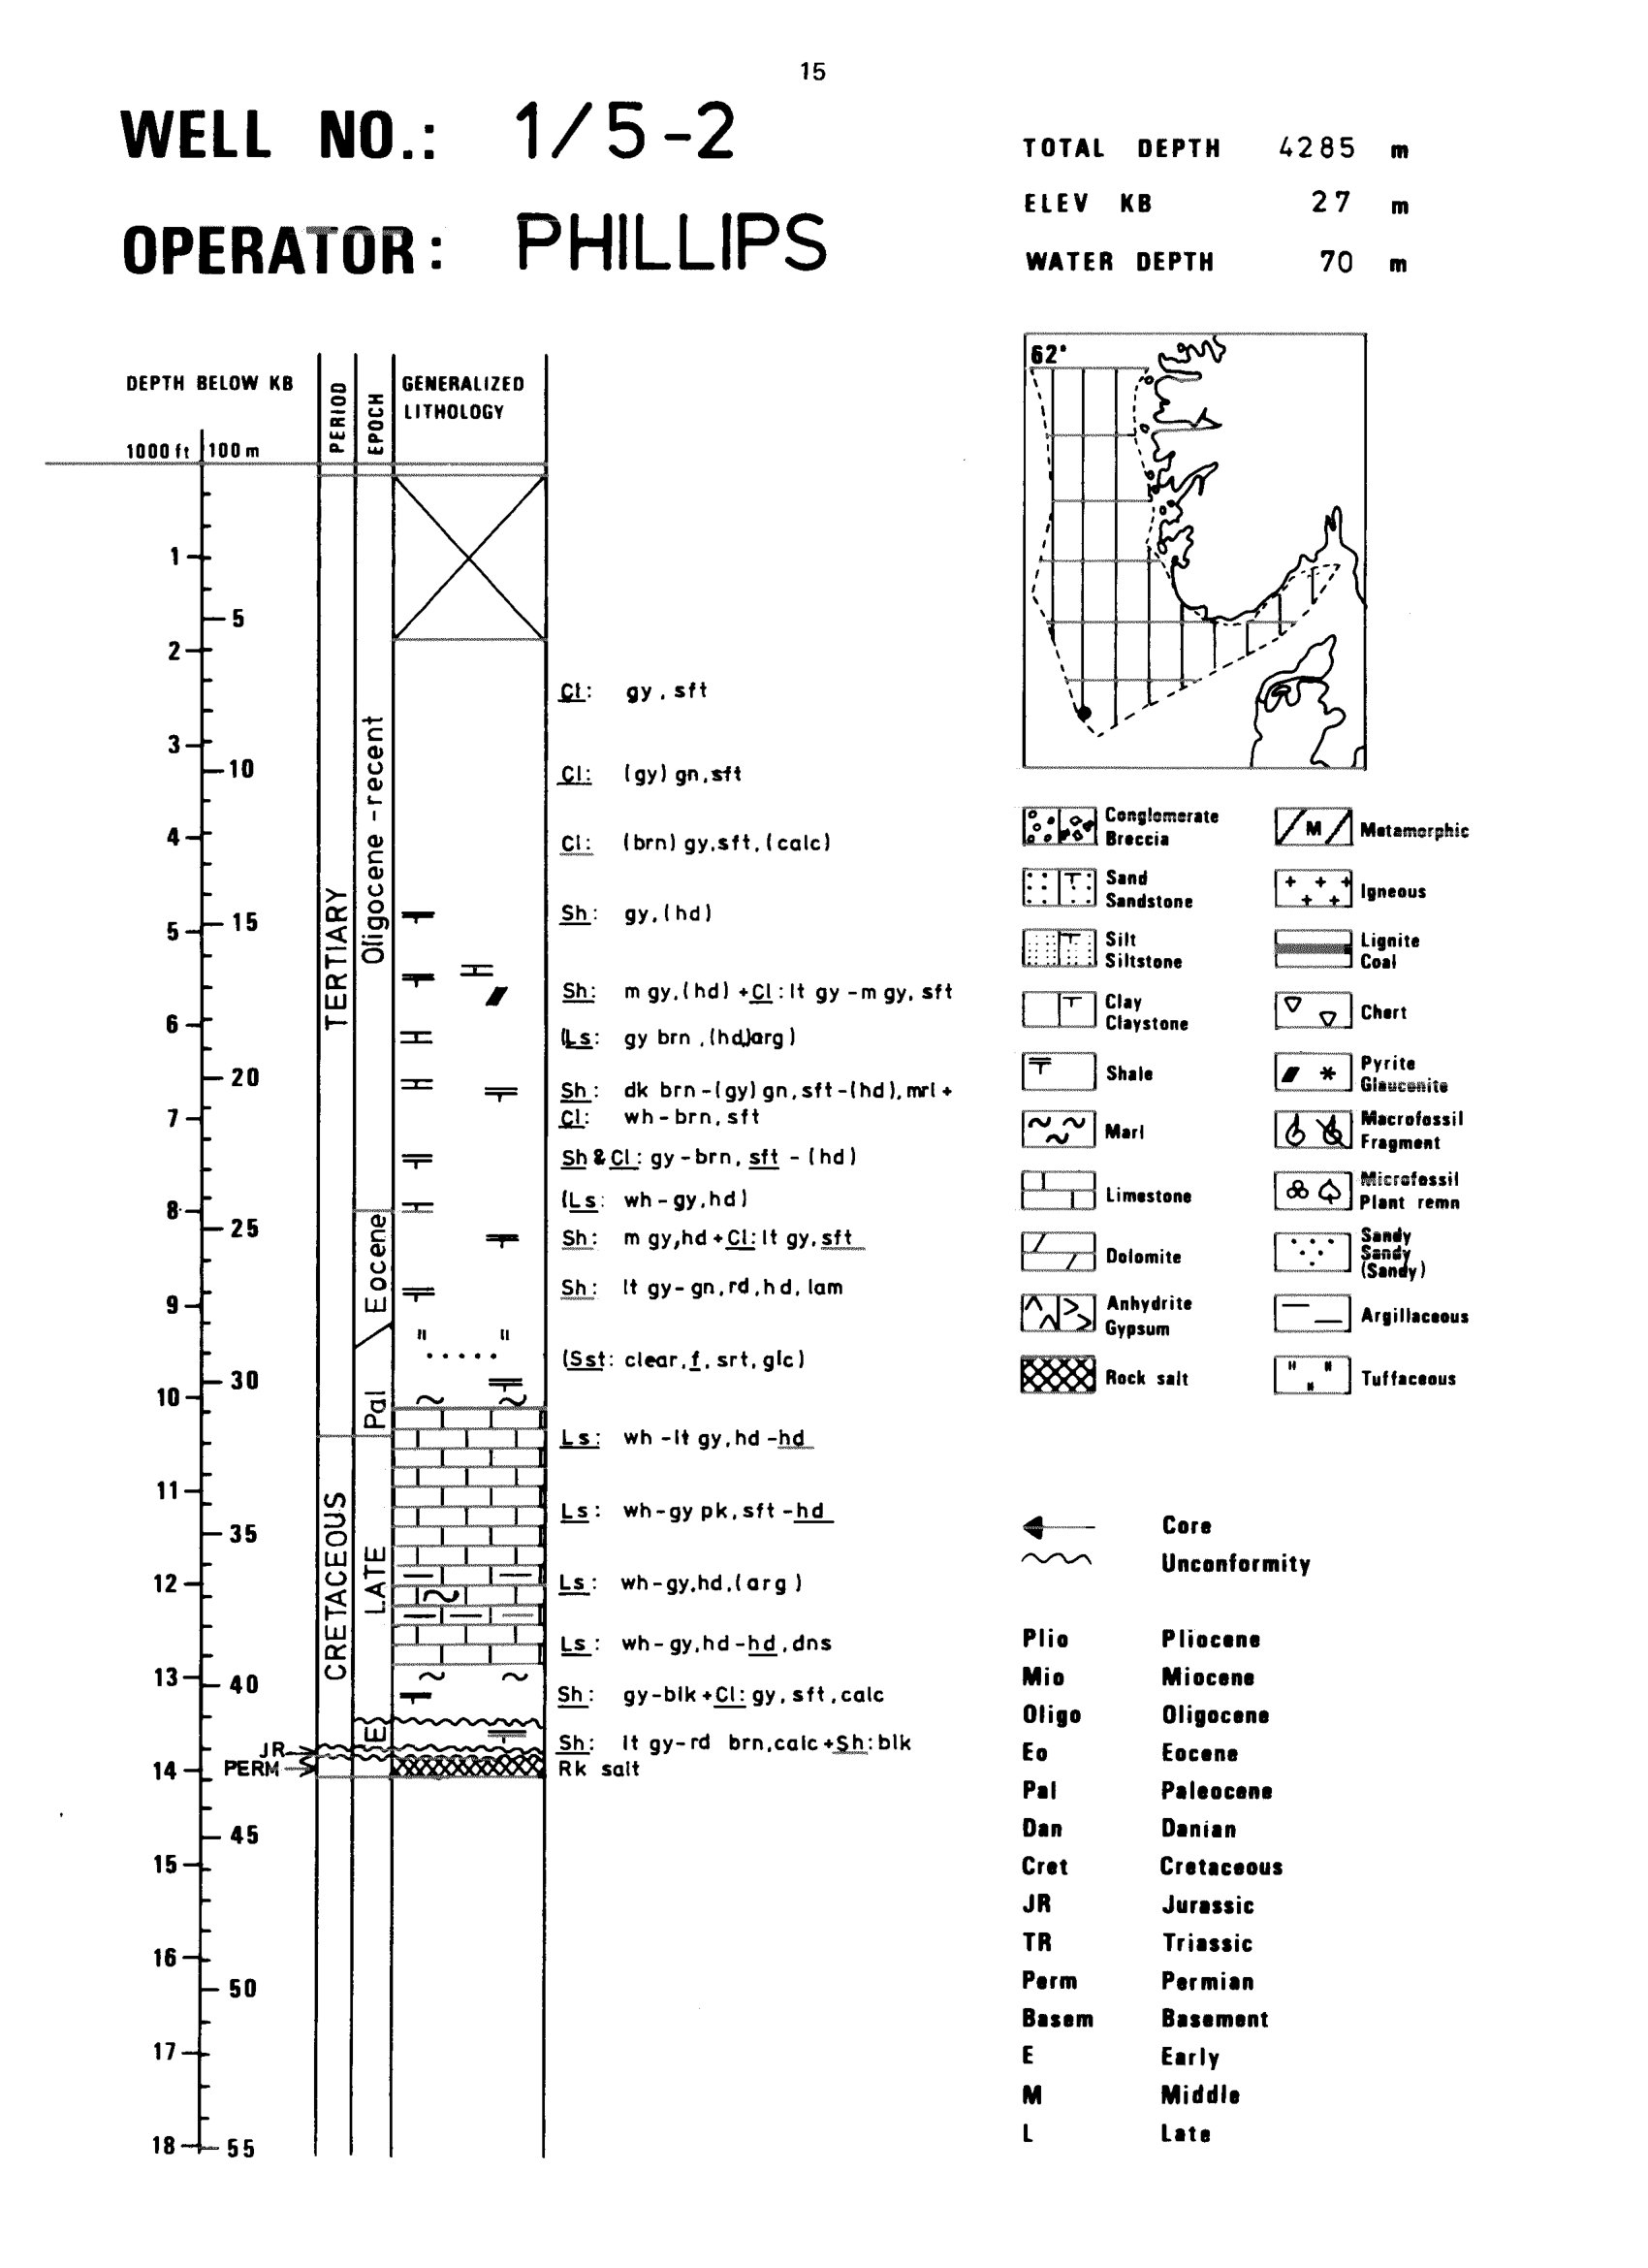 15
WELL NO.: 1/5-2
OPERATOR: PHILLIPS
TOTAL DEPTH 4285 m
ELEV KB 27 m
WATER DEPTH 70 m
DEPTH BELOW KB
1000 ft 100 m
PERIOD
EPOCH
GENERALIZED
LITHOLOGY
1
5
2
3
10
4
5
15
6
20
7
8
25
9
10
30
11
35
12
13
40
14
45
15
16
50
17
18
55
TERTIARY
CRETACEOUS
JR
PERM
Oligocene - recent
Eocene
Pal
LATE
E
Cl: gy, sft
Cl: (gy) gn, sft
Cl: (brn) gy, sft, (calc)
Sh: gy, (hd)
Sh: m gy, (hd) + Cl: lt gy - m gy, sft
(Ls: gy brn, (hd,)arg)
Sh: dk brn - (gy) gn, sft - (hd), mrl +
Cl: wh - brn, sft
Sh & Cl: gy - brn, sft - (hd)
(Ls: wh - gy, hd)
Sh: m gy, hd + Cl: lt gy, sft
Sh: lt gy - gn, rd, hd, lam
(Sst: clear, f, srt, glc)
Ls: wh - lt gy, hd - hd
Ls: wh - gy pk, sft - hd
Ls: wh - gy, hd, (arg)
Ls: wh - gy, hd - hd, dns
Sh: gy - blk + Cl: gy, sft, calc
Sh: lt gy - rd brn, calc + Sh: blk
Rk salt
62°
Conglomerate
Breccia
Sand
Sandstone
Silt
Siltstone
Clay
Claystone
Shale
Marl
Limestone
Dolomite
Anhydrite
Gypsum
Rock salt
M
Metamorphic
Igneous
Lignite
Coal
Chert
Pyrite
Glauconite
Macrofossil
Fragment
Microfossil
Plant remn
Sandy
Sandy
(Sandy)
Argillaceous
Tuffaceous
Core
Unconformity
Plio Pliocene
Mio Miocene
Oligo Oligocene
Eo Eocene
Pal Paleocene
Dan Danian
Cret Cretaceous
JR Jurassic
TR Triassic
Perm Permian
Basem Basement
E Early
M Middle
L Late